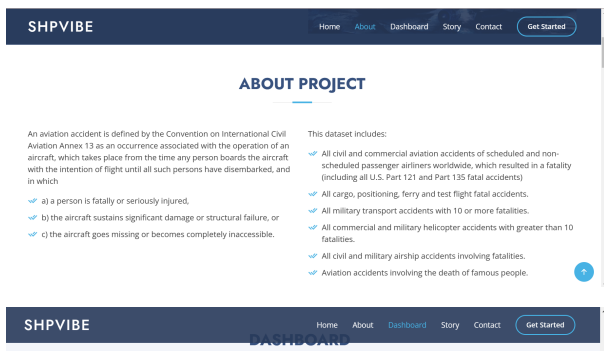 SHPVIBE Home About Dashboard Story Contact Get Started
ABOUT PROJECT
An aviation accident is defined by the Convention on International Civil
Aviation Annex 13 as an occurrence associated with the operation of an
aircraft, which takes place from the time any person boards the aircraft
with the intention of flight until all such persons have disembarked, and
in which
a) a person is fatally or seriously injured,
b) the aircraft sustains significant damage or structural failure, or
c) the aircraft goes missing or becomes completely inaccessible.
This dataset includes:
All civil and commercial aviation accidents of scheduled and non-
scheduled passenger airliners worldwide, which resulted in a fatality
(including all U.S. Part 121 and Part 135 fatal accidents)
All cargo, positioning, ferry and test flight fatal accidents.
All military transport accidents with 10 or more fatalities.
All commercial and military helicopter accidents with greater than 10
fatalities.
All civil and military airship accidents involving fatalities.
Aviation accidents involving the death of famous people.
SHPVIBE Home About Dashboard Story Contact Get Started
DASHBOARD